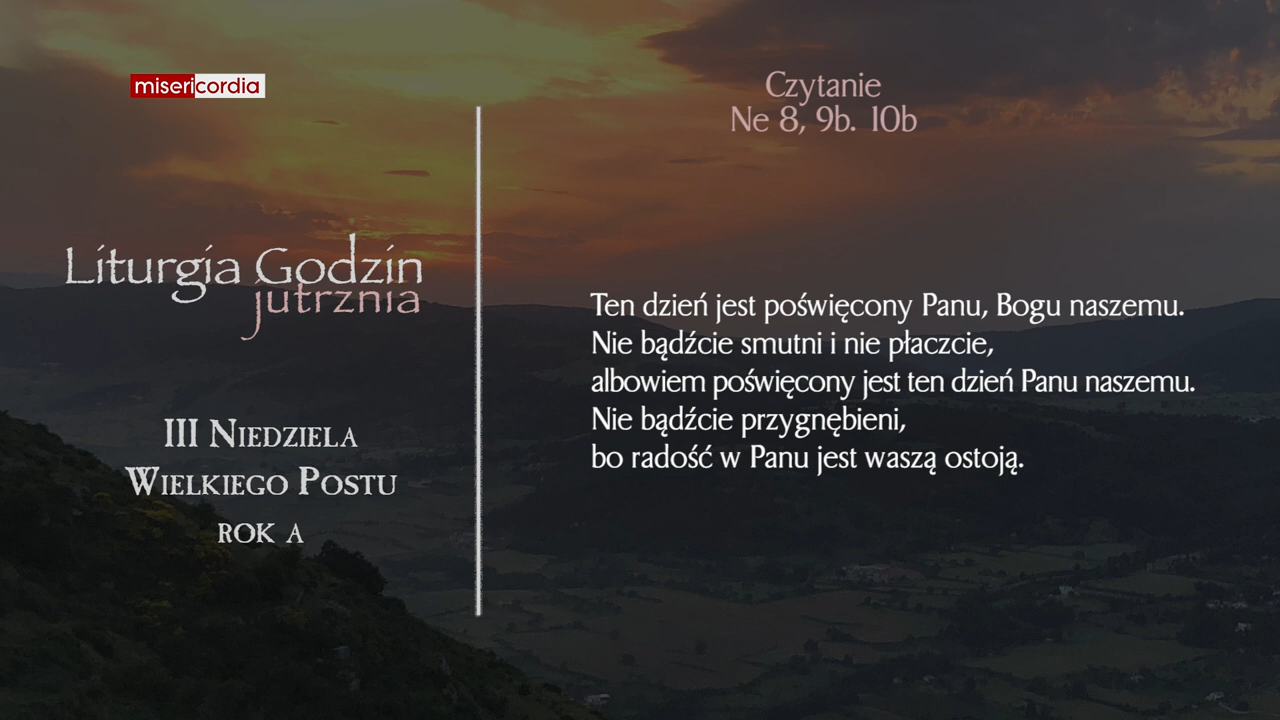 misericordia
Liturgia Godzin
jutrznia
III Niedziela
Wielkiego Postu
rok A
Czytanie
Ne 8, 9b. 10b
Ten dzień jest poświęcony Panu, Bogu naszemu.
Nie bądźcie smutni i nie płaczcie,
albowiem poświęcony jest ten dzień Panu naszemu.
Nie bądźcie przygnębieni,
bo radość w Panu jest waszą ostoją.